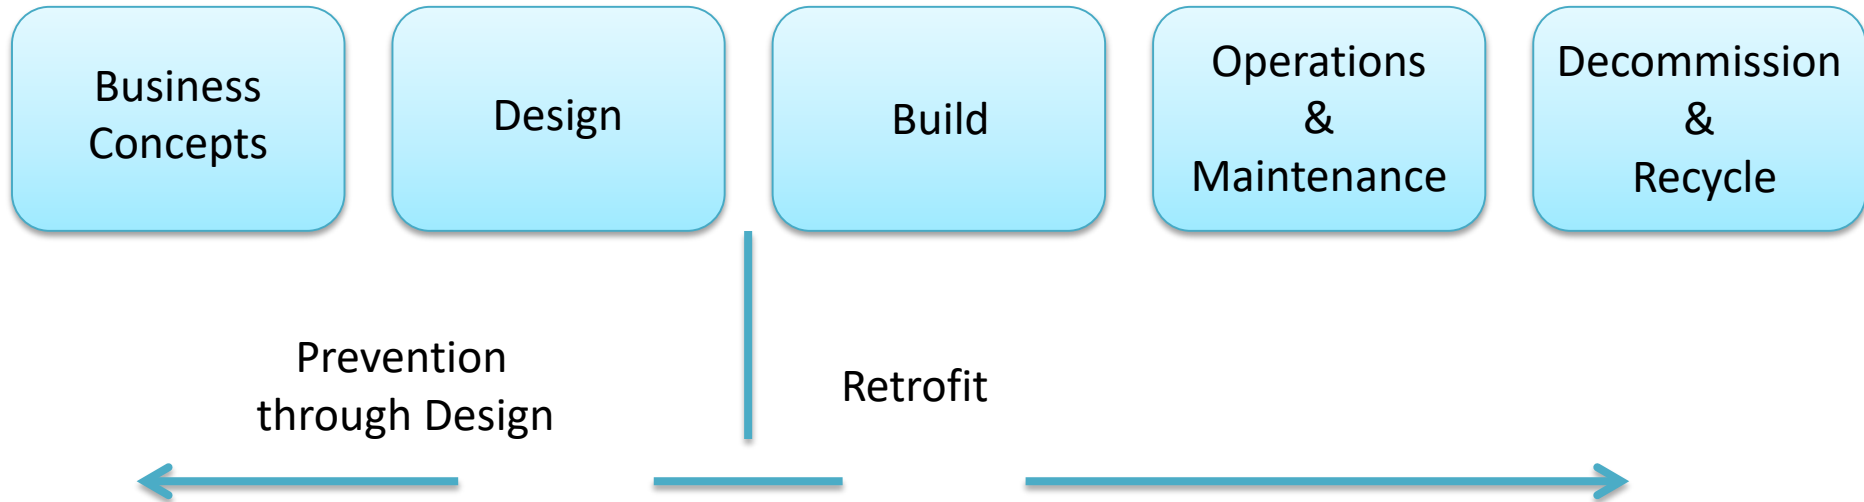 Business
Concepts
Design
Build
Operations
&
Maintenance
Decommission
&
Recycle
Prevention
through Design
Retrofit